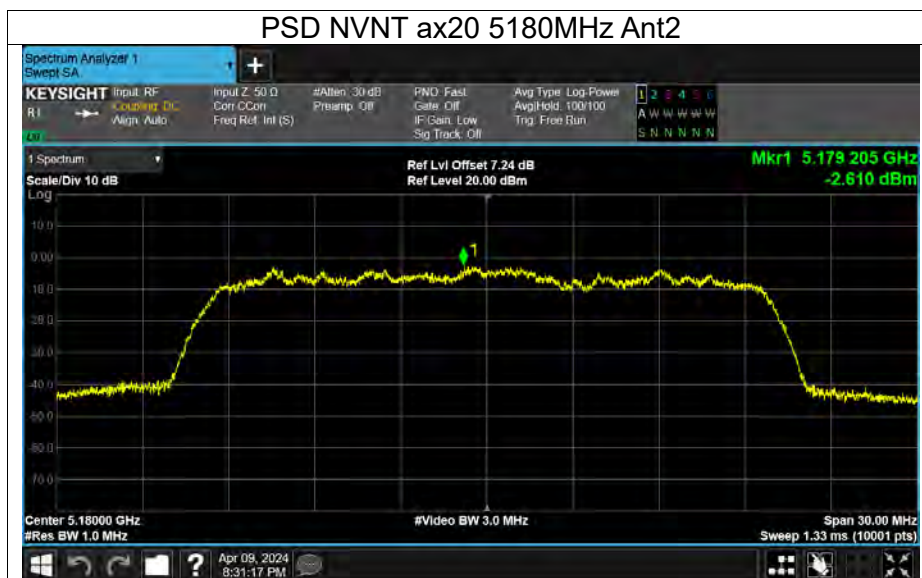 PSD NVNT ax20 5180MHz Ant2
Spectrum Analyzer 1
Swept SA
+
KEYSIGHT Input: RF Input Z: 50 Ω #Atten: 30 dB PNO: Fast Avg Type: Log-Power 1 2 3 4 5 6
Coupling: DC Corr CCorr Preamp: Off Gate: Off Avg|Hold: 100/100 A W W W W W
Align: Auto Freq Ref: Int (S) IF Gain: Low Trig: Free Run S N N N N N
Sig Track: Off
1 Spectrum Ref Lvl Offset 7.24 dB Mkr1 5.179 205 GHz
Scale/Div 10 dB Ref Level 20.00 dBm -2.610 dBm
Log
10.0
0.00
1
-10.0
-20.0
-30.0
-40.0
-50.0
-60.0
-70.0
Center 5.18000 GHz #Video BW 3.0 MHz Span 30.00 MHz
#Res BW 1.0 MHz Sweep 1.33 ms (10001 pts)
? Apr 09, 2024
8:31:17 PM